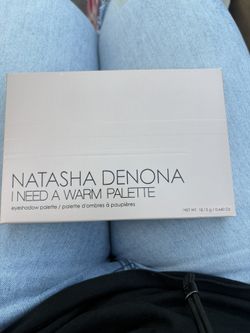 NATASHA DENONA
I NEED A WARM PALETTE
eyeshadow palette / palette d'ombres à paupières